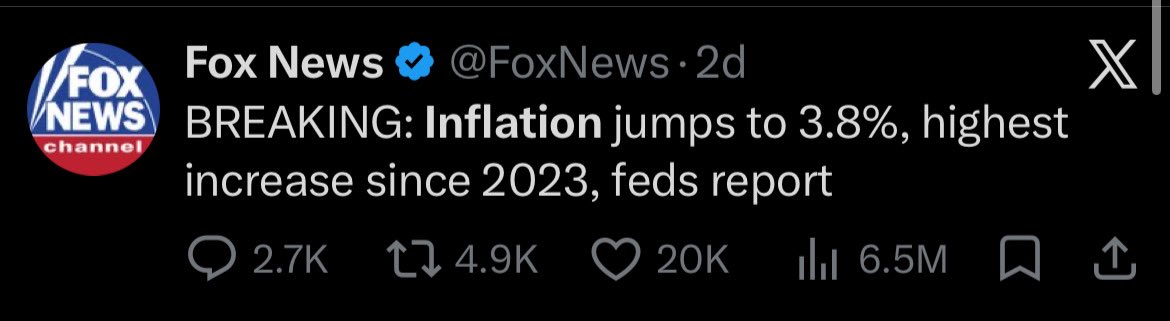 FOX
NEWS
channel
Fox News @FoxNews · 2d
BREAKING: Inflation jumps to 3.8%, highest
increase since 2023, feds report
2.7K 4.9K 20K 6.5M